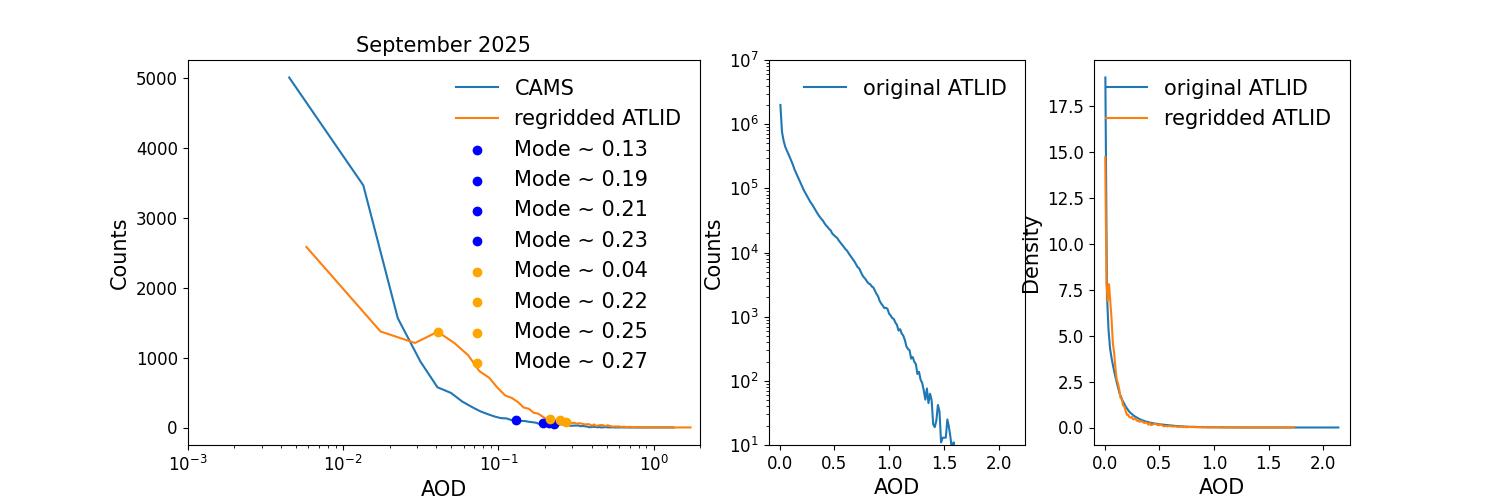 September 2025
Counts
5000
4000
3000
2000
1000
0
10⁻³
10⁻²
10⁻¹
10⁰
AOD
CAMS
regridded ATLID
Mode ~ 0.13
Mode ~ 0.19
Mode ~ 0.21
Mode ~ 0.23
Mode ~ 0.04
Mode ~ 0.22
Mode ~ 0.25
Mode ~ 0.27
Counts
10⁷
10⁶
10⁵
10⁴
10³
10²
10¹
0.0
0.5
1.0
1.5
2.0
AOD
original ATLID
Density
17.5
15.0
12.5
10.0
7.5
5.0
2.5
0.0
0.0
0.5
1.0
1.5
2.0
AOD
original ATLID
regridded ATLID